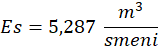 Es = 5,287 m³/smeni